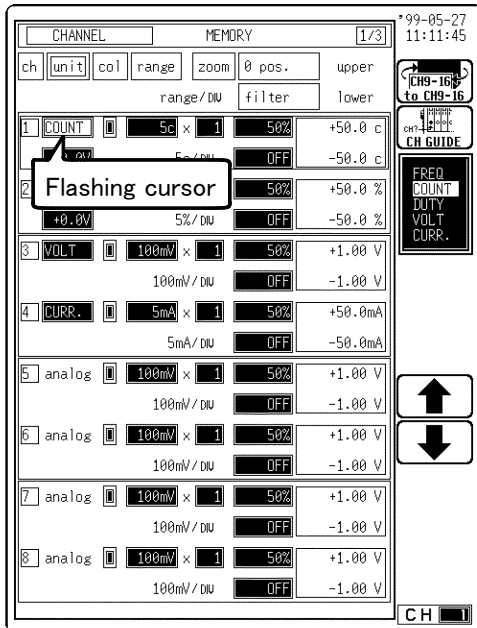 '99-05-27
11:11:45
CHANNEL MEMORY 1/3
ch unit col range zoom 0 pos. upper
range/DIV filter lower
1 COUNT 5c × 1 50% +50.0 c
OFF -50.0 c
Flashing cursor
2 50% +50.0 %
+0.0V 5%/DIV OFF -50.0 %
3 VOLT 100mV × 1 50% +1.00 V
100mV/DIV OFF -1.00 V
4 CURR. 5mA × 1 50% +50.0mA
5mA/DIV OFF -50.0mA
5 analog 100mV × 1 50% +1.00 V
100mV/DIV OFF -1.00 V
6 analog 100mV × 1 50% +1.00 V
100mV/DIV OFF -1.00 V
7 analog 100mV × 1 50% +1.00 V
100mV/DIV OFF -1.00 V
8 analog 100mV × 1 50% +1.00 V
100mV/DIV OFF -1.00 V
CH9-16
to CH9-16
CH?
CH GUIDE
FREQ
COUNT
DUTY
VOLT
CURR.
CH 1